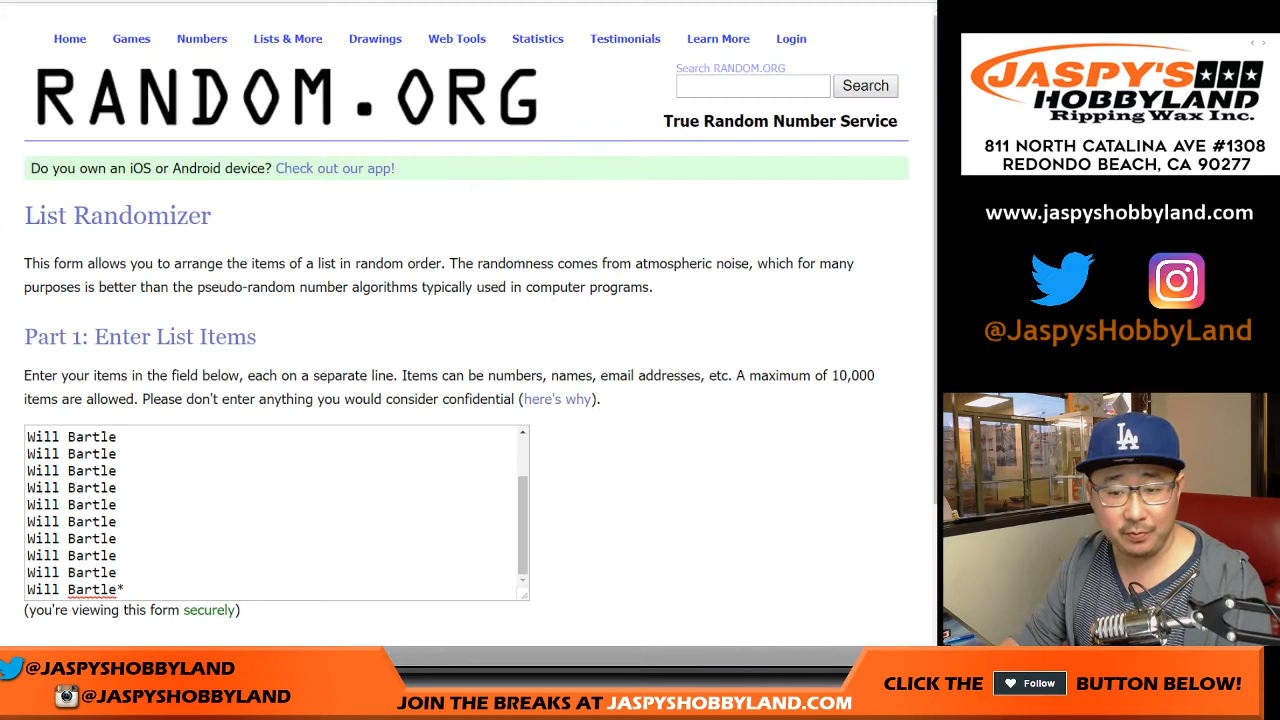 Home Games Numbers Lists & More Drawings Web Tools Statistics Testimonials Learn More Login
RANDOM.ORG
Search RANDOM.ORG
Search
True Random Number Service
Do you own an iOS or Android device? Check out our app!
List Randomizer
This form allows you to arrange the items of a list in random order. The randomness comes from atmospheric noise, which for many
purposes is better than the pseudo-random number algorithms typically used in computer programs.
Part 1: Enter List Items
Enter your items in the field below, each on a separate line. Items can be numbers, names, email addresses, etc. A maximum of 10,000
items are allowed. Please don't enter anything you would consider confidential (here's why).
Will Bartle
Will Bartle
Will Bartle
Will Bartle
Will Bartle
Will Bartle
Will Bartle
Will Bartle
Will Bartle
Will Bartle*
(you're viewing this form securely)
JASPY'S
HOBBYLAND
Ripping Wax Inc.
811 NORTH CATALINA AVE #1308
REDONDO BEACH, CA 90277
www.jaspyshobbyland.com
@JaspysHobbyLand
LA
@JASPYSHOBBYLAND
@JASPYSHOBBYLAND
JOIN THE BREAKS AT JASPYSHOBBYLAND.COM
CLICK THE Follow BUTTON BELOW!